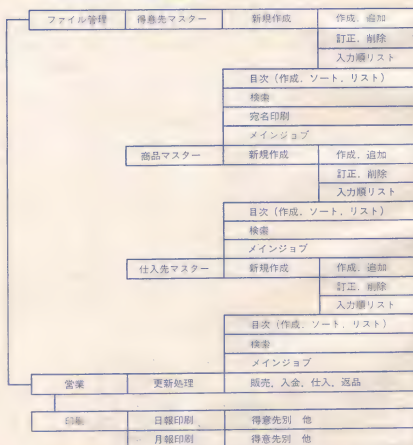 ファイル管理 得意先マスター 新規作成 作成、追加
訂正、削除
入力順リスト
目次（作成、ソート、リスト）
検索
宛名印刷
メインジョブ
商品マスター 新規作成 作成、追加
訂正、削除
入力順リスト
目次（作成、ソート、リスト）
検索
メインジョブ
仕入先マスター 新規作成 作成、追加
訂正、削除
入力順リスト
目次（作成、ソート、リスト）
検索
メインジョブ
営業 更新処理 販売、入金、仕入、返品
印刷 日報印刷 得意先別 他
月報印刷 得意先別 他